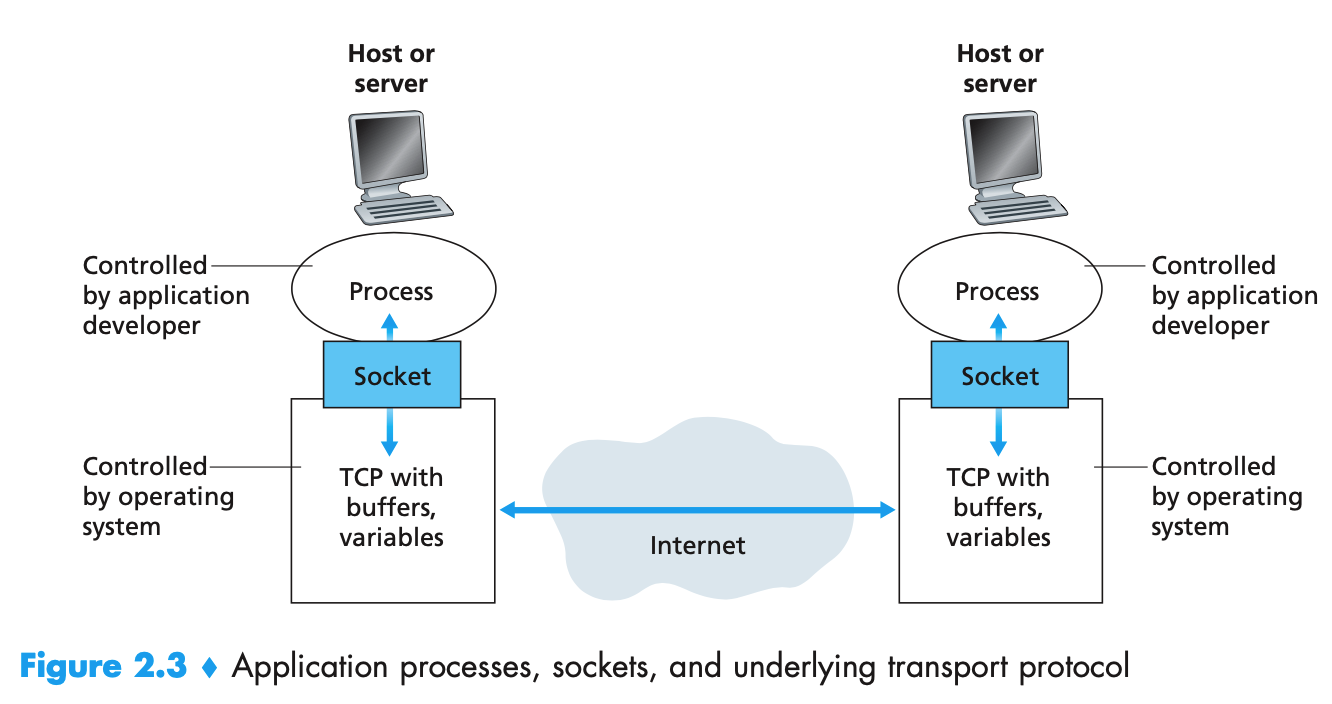 Host or
server
Host or
server
Controlled
by application
developer
Process
Process
Controlled
by application
developer
Socket
Socket
Controlled
by operating
system
TCP with
buffers,
variables
Internet
TCP with
buffers,
variables
Controlled
by operating
system
Figure 2.3 ♦ Application processes, sockets, and underlying transport protocol